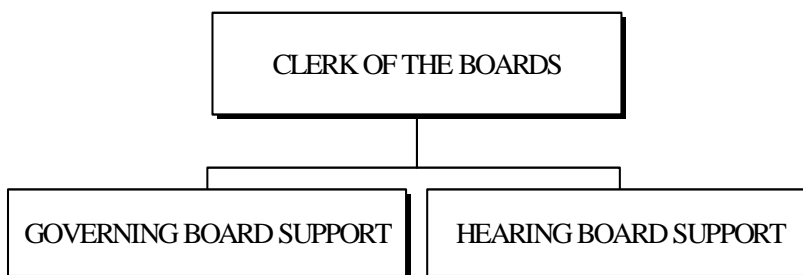 CLERK OF THE BOARDS
GOVERNING BOARD SUPPORT
HEARING BOARD SUPPORT